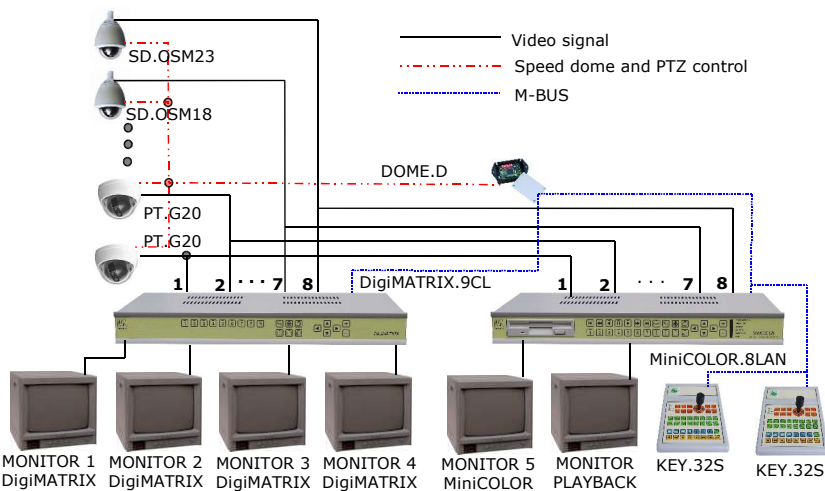 Video signal
SD.OSM23
Speed dome and PTZ control
M-BUS
SD.OSM18
DOME.D
PT.G20
PT.G20
1 2 ··· 7 8
DigiMATRIX.9CL
1 2 ··· 7 8
MiniCOLOR.8LAN
MONITOR 1
DigiMATRIX
MONITOR 2
DigiMATRIX
MONITOR 3
DigiMATRIX
MONITOR 4
DigiMATRIX
MONITOR 5
MiniCOLOR
MONITOR
PLAYBACK
KEY.32S
KEY.32S